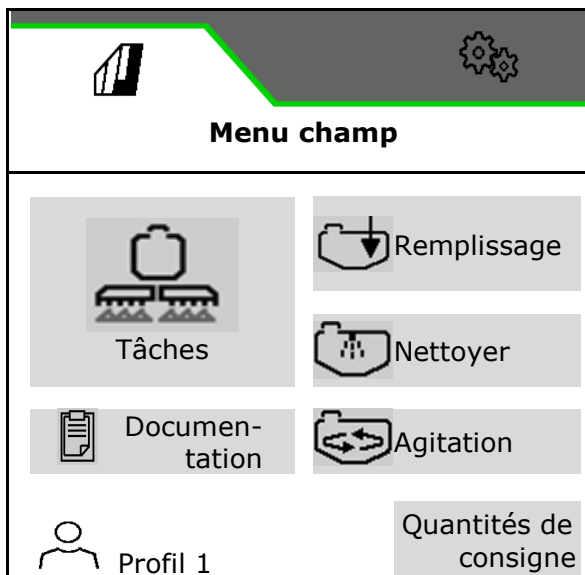 Menu champ
Remplissage
Tâches
Nettoyer
Documen-
tation
Agitation
Profil 1
Quantités de
consigne